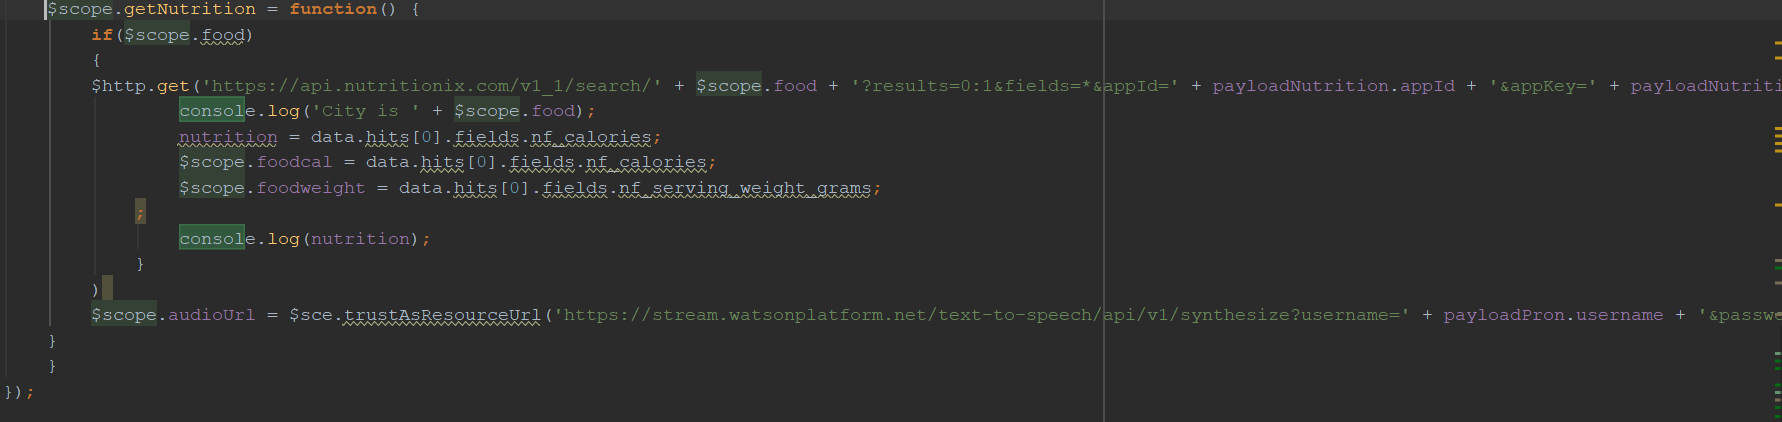 $scope.getNutrition = function() {
if($scope.food)
{
$http.get('https://api.nutritionix.com/v1_1/search/' + $scope.food + '?results=0:1&fields=*&appId=' + payloadNutrition.appId + '&appKey=' + payloadNutriti
console.log('City is ' + $scope.food);
nutrition = data.hits[0].fields.nf_calories;
$scope.foodcal = data.hits[0].fields.nf_calories;
$scope.foodweight = data.hits[0].fields.nf_serving_weight_grams;
;
console.log(nutrition);
}
)
$scope.audioUrl = $sce.trustAsResourceUrl('https://stream.watsonplatform.net/text-to-speech/api/v1/synthesize?username=' + payloadPron.username + '&passwo
}
}
});